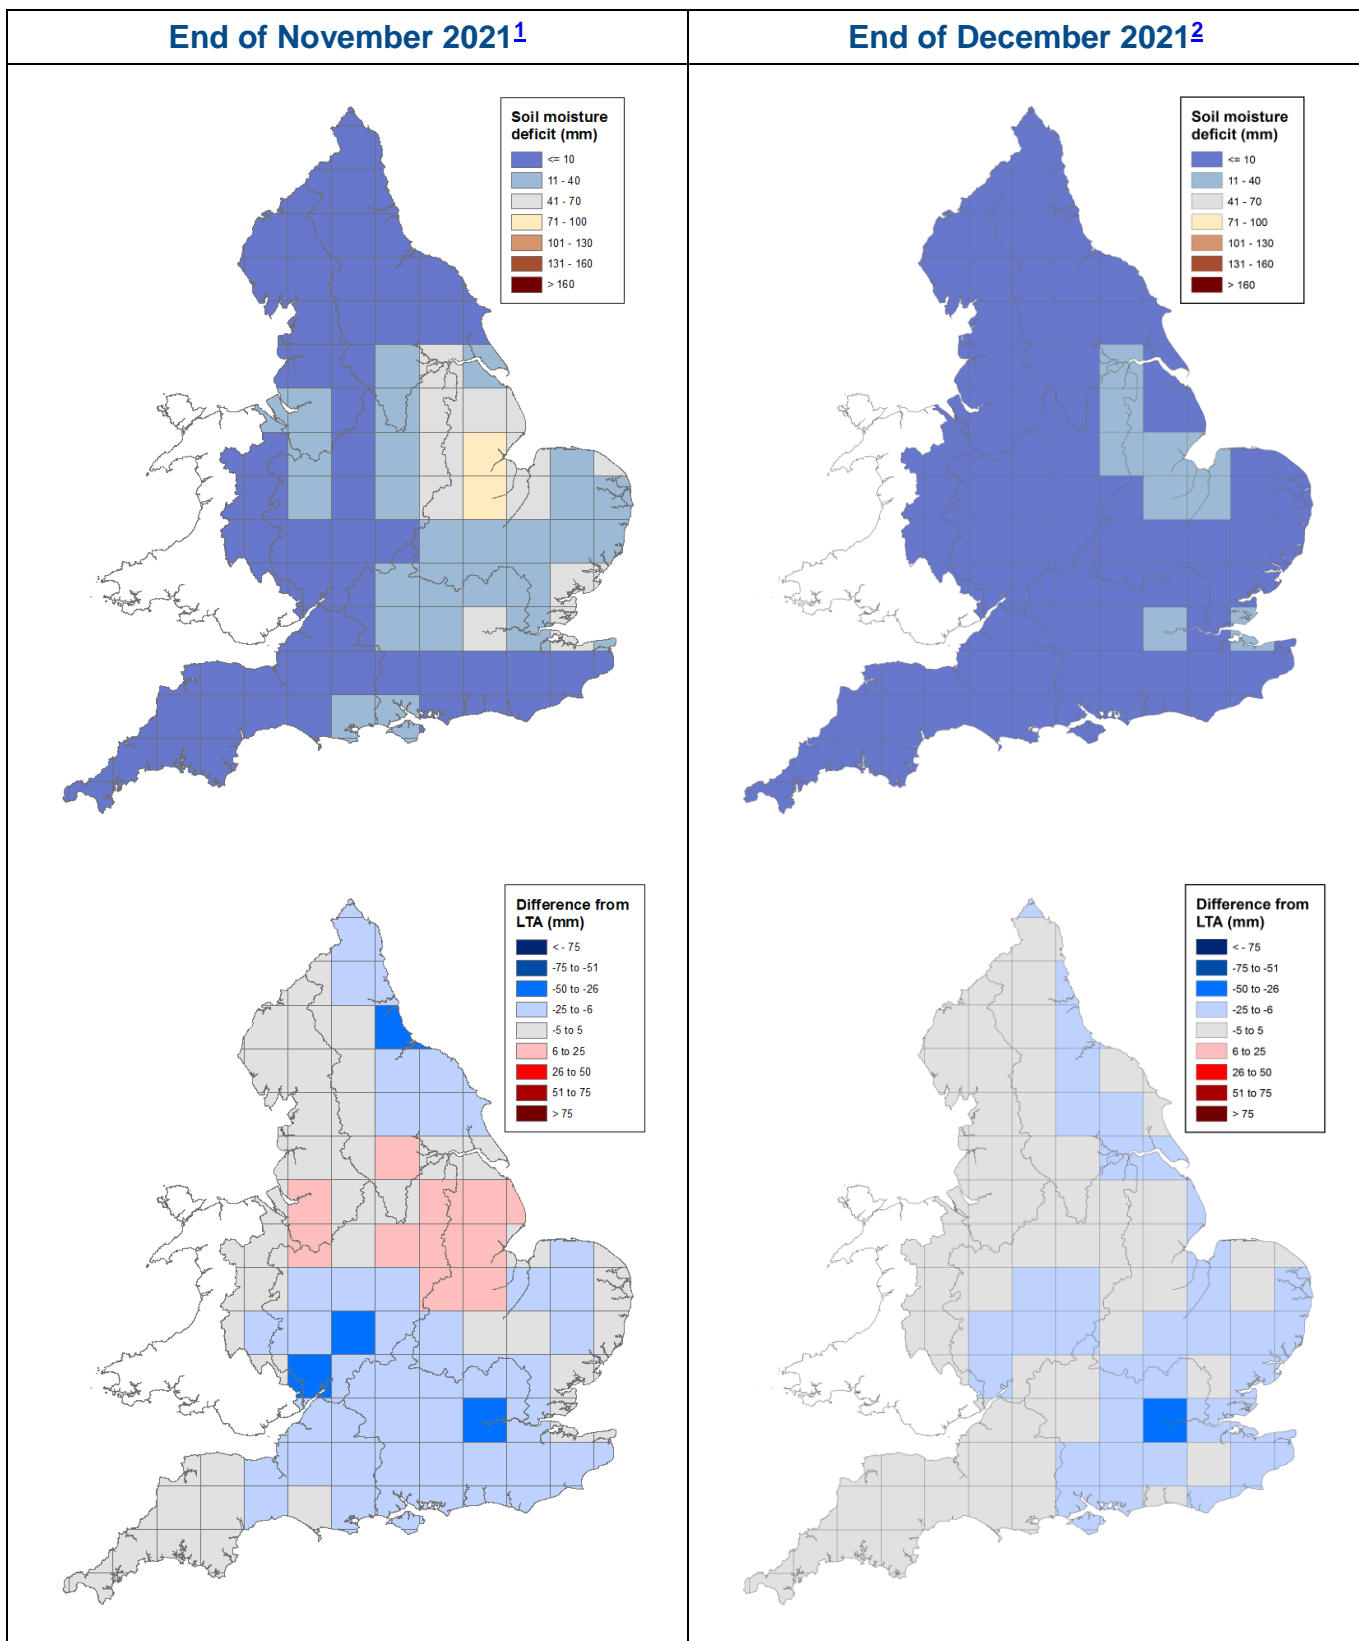 End of November 2021¹
End of December 2021²
Soil moisture
deficit (mm)
<= 10
11 - 40
41 - 70
71 - 100
101 - 130
131 - 160
> 160
Soil moisture
deficit (mm)
<= 10
11 - 40
41 - 70
71 - 100
101 - 130
131 - 160
> 160
Difference from
LTA (mm)
< - 75
-75 to -51
-50 to -26
-25 to -6
-5 to 5
6 to 25
26 to 50
51 to 75
> 75
Difference from
LTA (mm)
< - 75
-75 to -51
-50 to -26
-25 to -6
-5 to 5
6 to 25
26 to 50
51 to 75
> 75